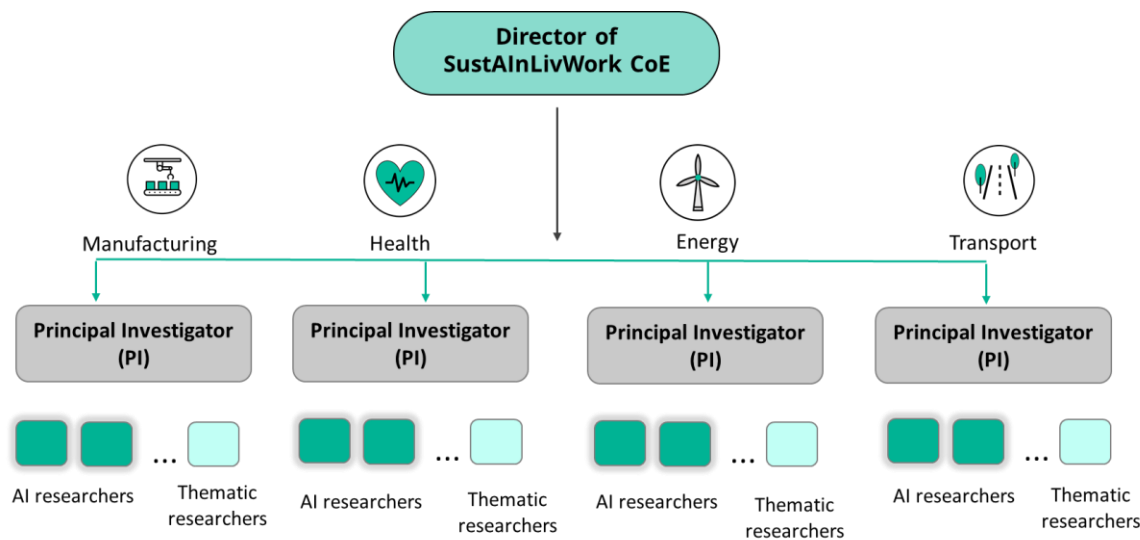 Director of
SustAInLivWork CoE
Manufacturing
Health
Energy
Transport
Principal Investigator
(PI)
Principal Investigator
(PI)
Principal Investigator
(PI)
Principal Investigator
(PI)
...
...
...
...
AI researchers
Thematic
researchers
AI researchers
Thematic
researchers
AI researchers
Thematic
researchers
AI researchers
Thematic
researchers